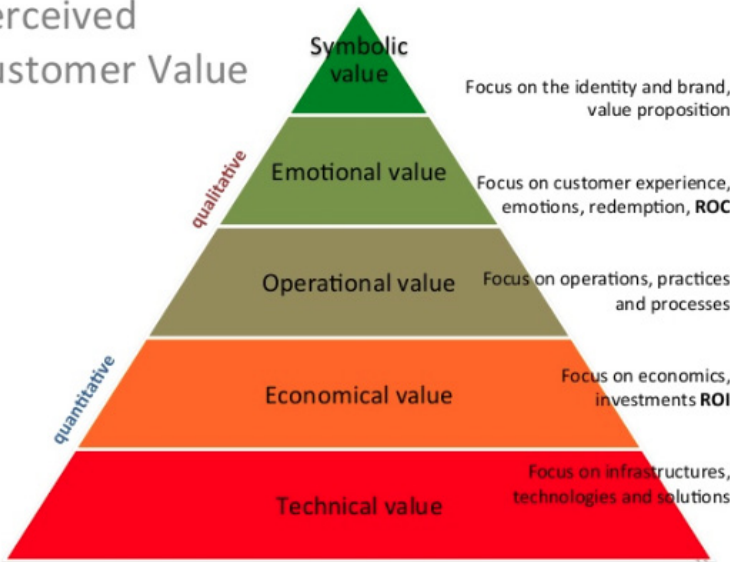 erceived
ustomer Value
Symbolic
value
Focus on the identity and brand,
value proposition
qualitative
Emotional value
Focus on customer experience,
emotions, redemption, ROC
Operational value
Focus on operations, practices
and processes
quantitative
Economical value
Focus on economics,
investments ROI
Technical value
Focus on infrastructures,
technologies and solutions